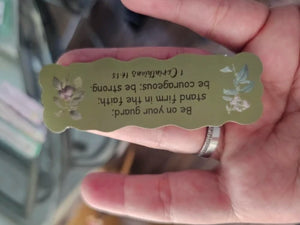 Be on your guard;
stand firm in the faith;
be courageous; be strong.
1 Corinthians 16:13